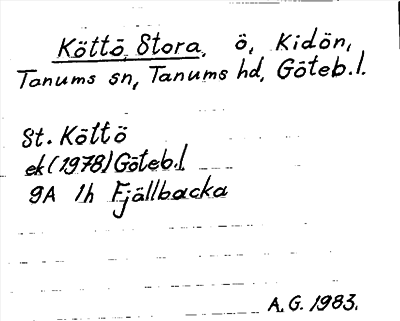 Köttö, Stora, ö, Kidön,
Tanums sn, Tanums hd, Göteb.l.
St. Köttö
ek (1978) Göteb.l
9A 1h Fjällbacka
A.G. 1983.